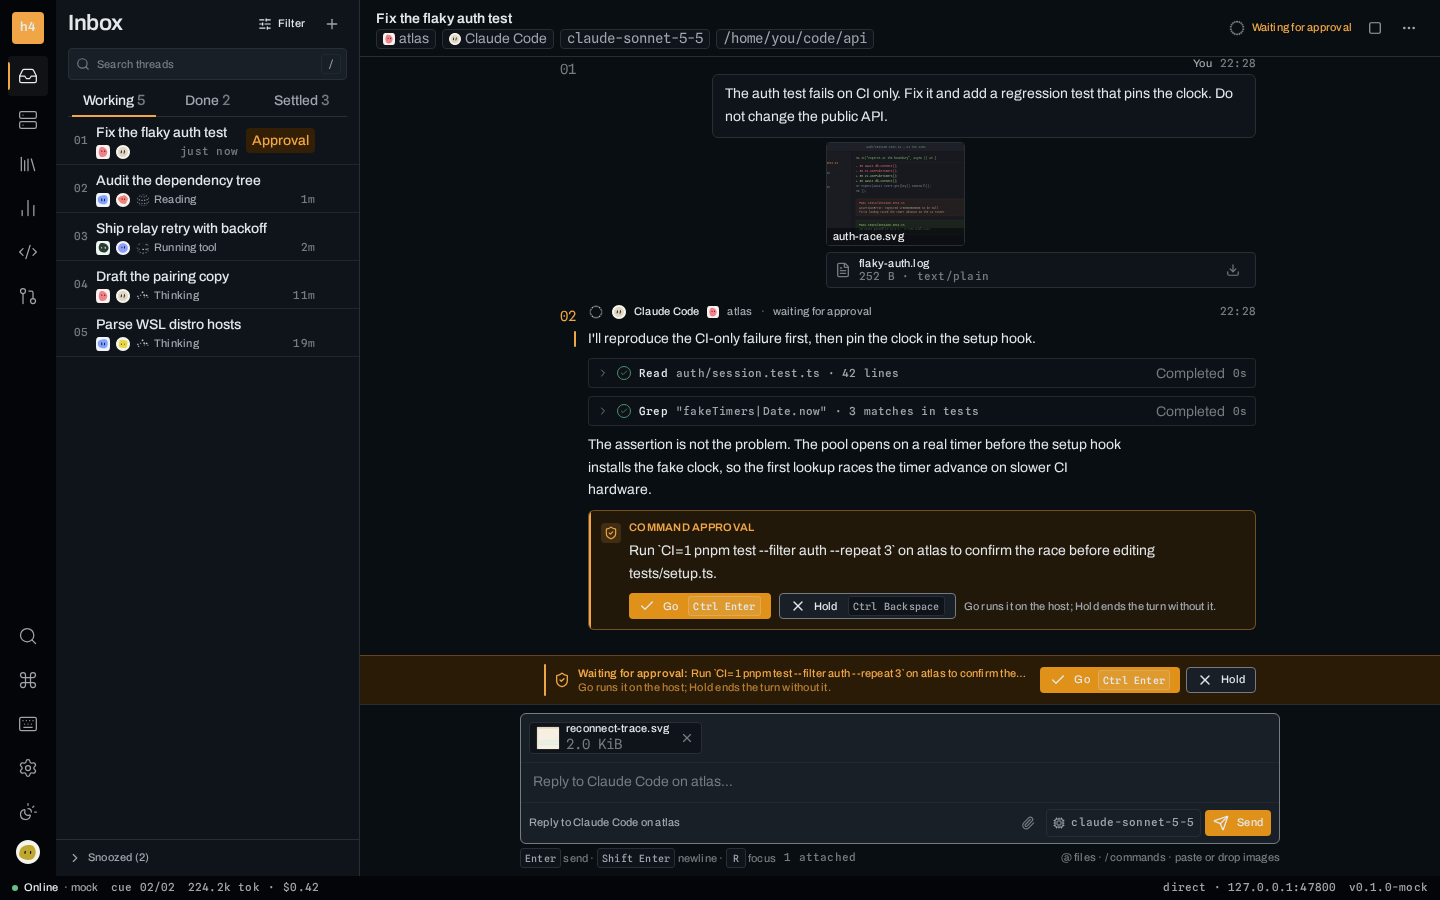 h4
Inbox
Filter
Search threads /
Working 5
Done 2
Settled 3
01
Fix the flaky auth test
just now
Approval
02
Audit the dependency tree
Reading
1m
03
Ship relay retry with backoff
Running tool
2m
04
Draft the pairing copy
Thinking
11m
05
Parse WSL distro hosts
Thinking
19m
Snoozed (2)
Fix the flaky auth test
atlas
Claude Code
claude-sonnet-5-5
/home/you/code/api
Waiting for approval
01
You 22:28
The auth test fails on CI only. Fix it and add a regression test that pins the clock. Do
not change the public API.
auth-race.svg
flaky-auth.log
252 B · text/plain
02
Claude Code
atlas · waiting for approval
22:28
I'll reproduce the CI-only failure first, then pin the clock in the setup hook.
Read auth/session.test.ts · 42 lines
Completed 0s
Grep "fakeTimers|Date.now" · 3 matches in tests
Completed 0s
The assertion is not the problem. The pool opens on a real timer before the setup hook
installs the fake clock, so the first lookup races the timer advance on slower CI
hardware.
COMMAND APPROVAL
Run `CI=1 pnpm test --filter auth --repeat 3` on atlas to confirm the race before editing
tests/setup.ts.
Go Ctrl Enter
Hold Ctrl Backspace
Go runs it on the host; Hold ends the turn without it.
Waiting for approval: Run `CI=1 pnpm test --filter auth --repeat 3` on atlas to confirm the…
Go runs it on the host; Hold ends the turn without it.
Go Ctrl Enter
Hold
reconnect-trace.svg
2.0 KiB
Reply to Claude Code on atlas…
Reply to Claude Code on atlas
claude-sonnet-5-5
Send
Enter send · Shift Enter newline · R focus 1 attached
@ files · / commands · paste or drop images
Online · mock cue 02/02 224.2k tok · $0.42
direct · 127.0.0.1:47800 v0.1.0-mock